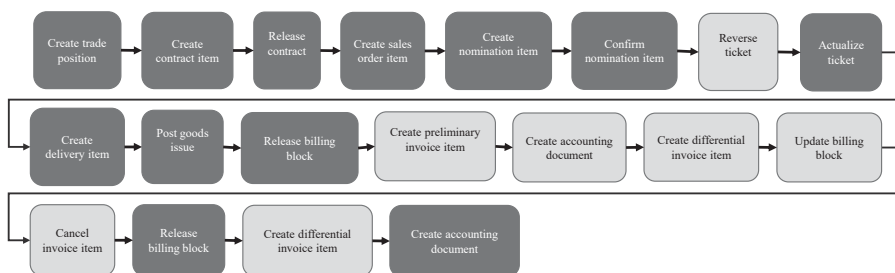 Create trade
position
Create
contract item
Release
contract
Create sales
order item
Create
nomination item
Confirm
nomination item
Reverse
ticket
Actualize
ticket
Create
delivery item
Post goods
issue
Release billing
block
Create preliminary
invoice item
Create accounting
document
Create differential
invoice item
Update billing
block
Cancel
invoice item
Release
billing block
Create differential
invoice item
Create accounting
document